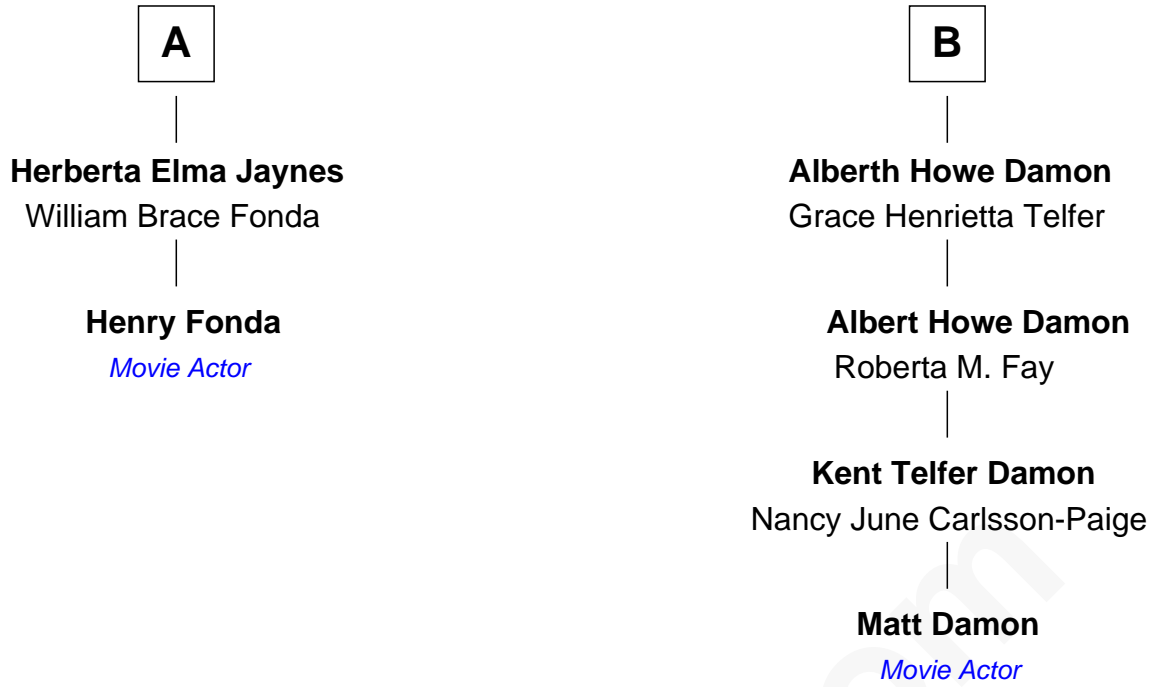 A
Herberta Elma Jaynes
William Brace Fonda
Henry Fonda
Movie Actor
B
Alberth Howe Damon
Grace Henrietta Telfer
Albert Howe Damon
Roberta M. Fay
Kent Telfer Damon
Nancy June Carlsson-Paige
Matt Damon
Movie Actor